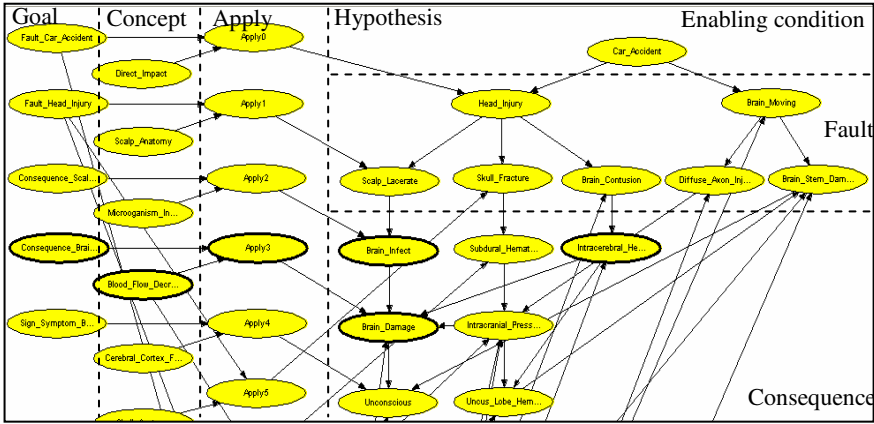 Goal Concept Apply Hypothesis Enabling condition
Fault_Car_Accident Apply0 Car_Accident
Direct_Impact
Fault_Head_Injury Apply1 Head_Injury Brain_Moving
Fault
Scalp_Anatomy
Consequence_Scal... Apply2 Scalp_Lacerate Skull_Fracture Brain_Contusion Diffuse_Axon_Inj... Brain_Stem_Dam...
Microoganism_In...
Consequence_Brai... Apply3 Brain_Infect Subdural_Hemat... Intracerebral_He...
Blood_Flow_Decr...
Sign_Symptom_B... Apply4 Brain_Damage Intracranial_Press...
Cerebral_Cortex_F...
Apply5 Unconscious Uncus_Lobe_Hern... Consequence